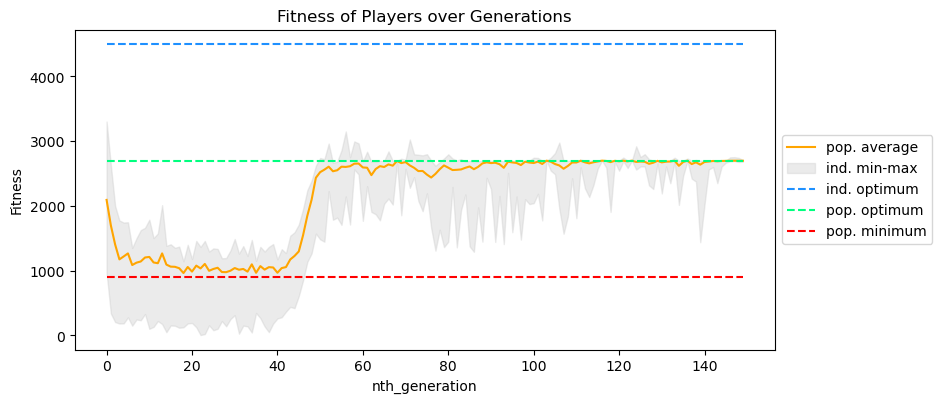 Fitness of Players over Generations
Fitness
4000
3000
2000
1000
0
0 20 40 60 80 100 120 140
nth_generation
pop. average
ind. min-max
ind. optimum
pop. optimum
pop. minimum